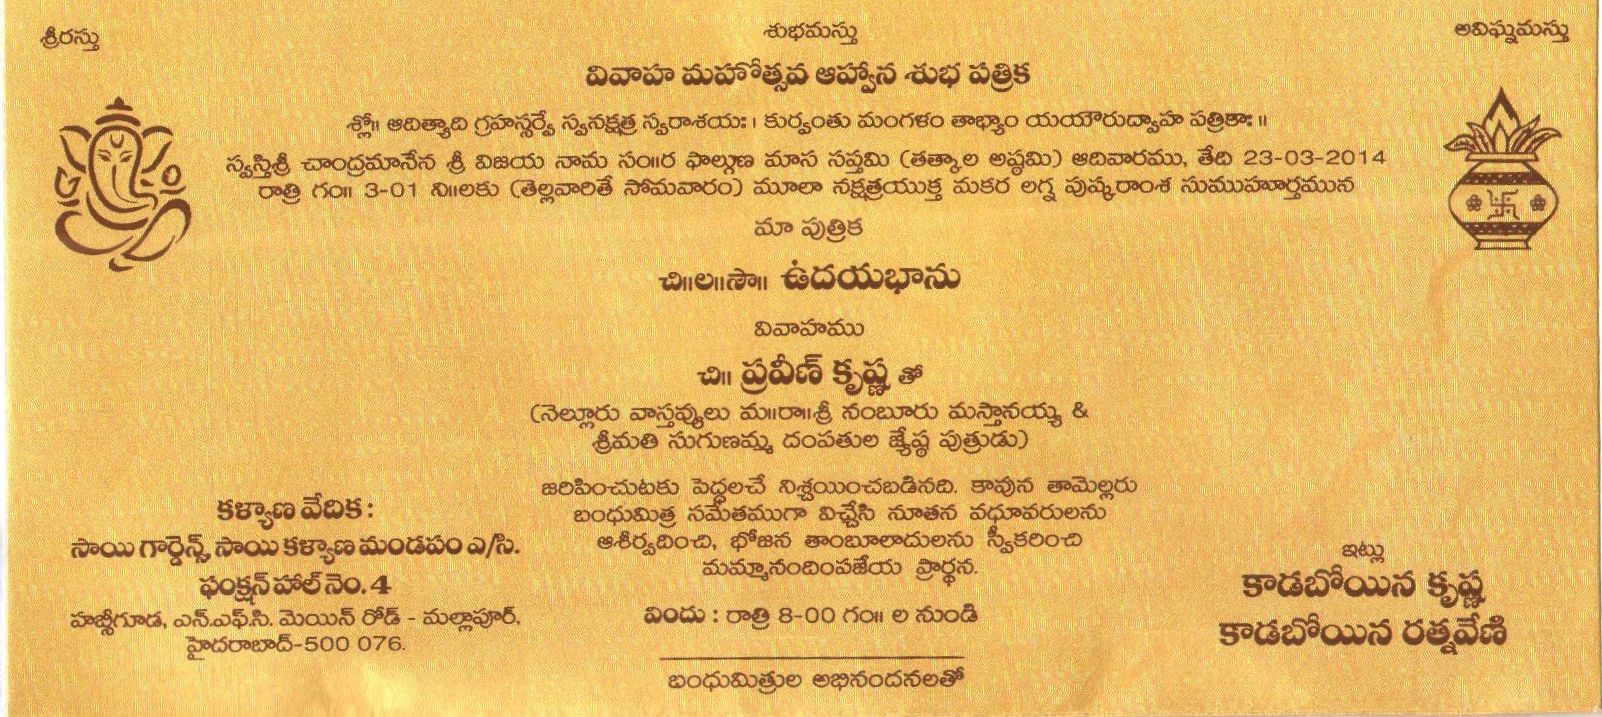 శ్రీరస్తు
శుభమస్తు
అవిఘ్నమస్తు
వివాహ మహోత్సవ ఆహ్వాన శుభ పత్రిక
శ్లో॥ ఆదిత్యాది గ్రహస్సర్వే స్వనక్షత్ర స్వరాశయః। కుర్వంతు మంగళం తాభ్యాం యయౌరుద్వాహ పత్రికాః॥
స్వస్తిశ్రీ చాంద్రమానేన శ్రీ విజయ నామ సం॥ర ఫాల్గుణ మాస సప్తమి (తత్కాల అష్ఠమి) ఆదివారము, తేది 23-03-2014
రాత్రి గం॥ 3-01 ని॥లకు (తెల్లవారితే సోమవారం) మూలా నక్షత్రయుక్త మకర లగ్న పుష్కరాంశ సుముహూర్తమున
మా పుత్రిక
చి॥ల॥సౌ॥ ఉదయభాను
వివాహము
చి॥ ప్రవీణ్ కృష్ణ తో
(నెల్లూరు వాస్తవ్యులు మ॥రా॥శ్రీ నంబూరు మస్తానయ్య &
శ్రీమతి సుగుణమ్మ దంపతుల జ్యేష్ఠ పుత్రుడు)
జరిపించుటకు పెద్దలచే నిశ్చయించబడినది. కావున తామెల్లరు
బంధుమిత్ర సమేతముగా విచ్చేసి నూతన వధూవరులను
ఆశీర్వదించి, భోజన తాంబూలాదులను స్వీకరించి
మమ్మానందింపజేయ ప్రార్థన.
విందు : రాత్రి 8-00 గం॥ ల నుండి
బంధుమిత్రుల అభినందనలతో
కళ్యాణ వేదిక :
సాయి గార్డెన్స్, సాయి కళ్యాణ మండపం ఎ/సి.
ఫంక్షన్ హాల్ నెం. 4
హబ్సీగూడ, ఎన్.ఎఫ్.సి. మెయిన్ రోడ్ - మల్లాపూర్,
హైదరాబాద్-500 076.
ఇట్లు
కాడబోయిన కృష్ణ
కాడబోయిన రత్నవేణి